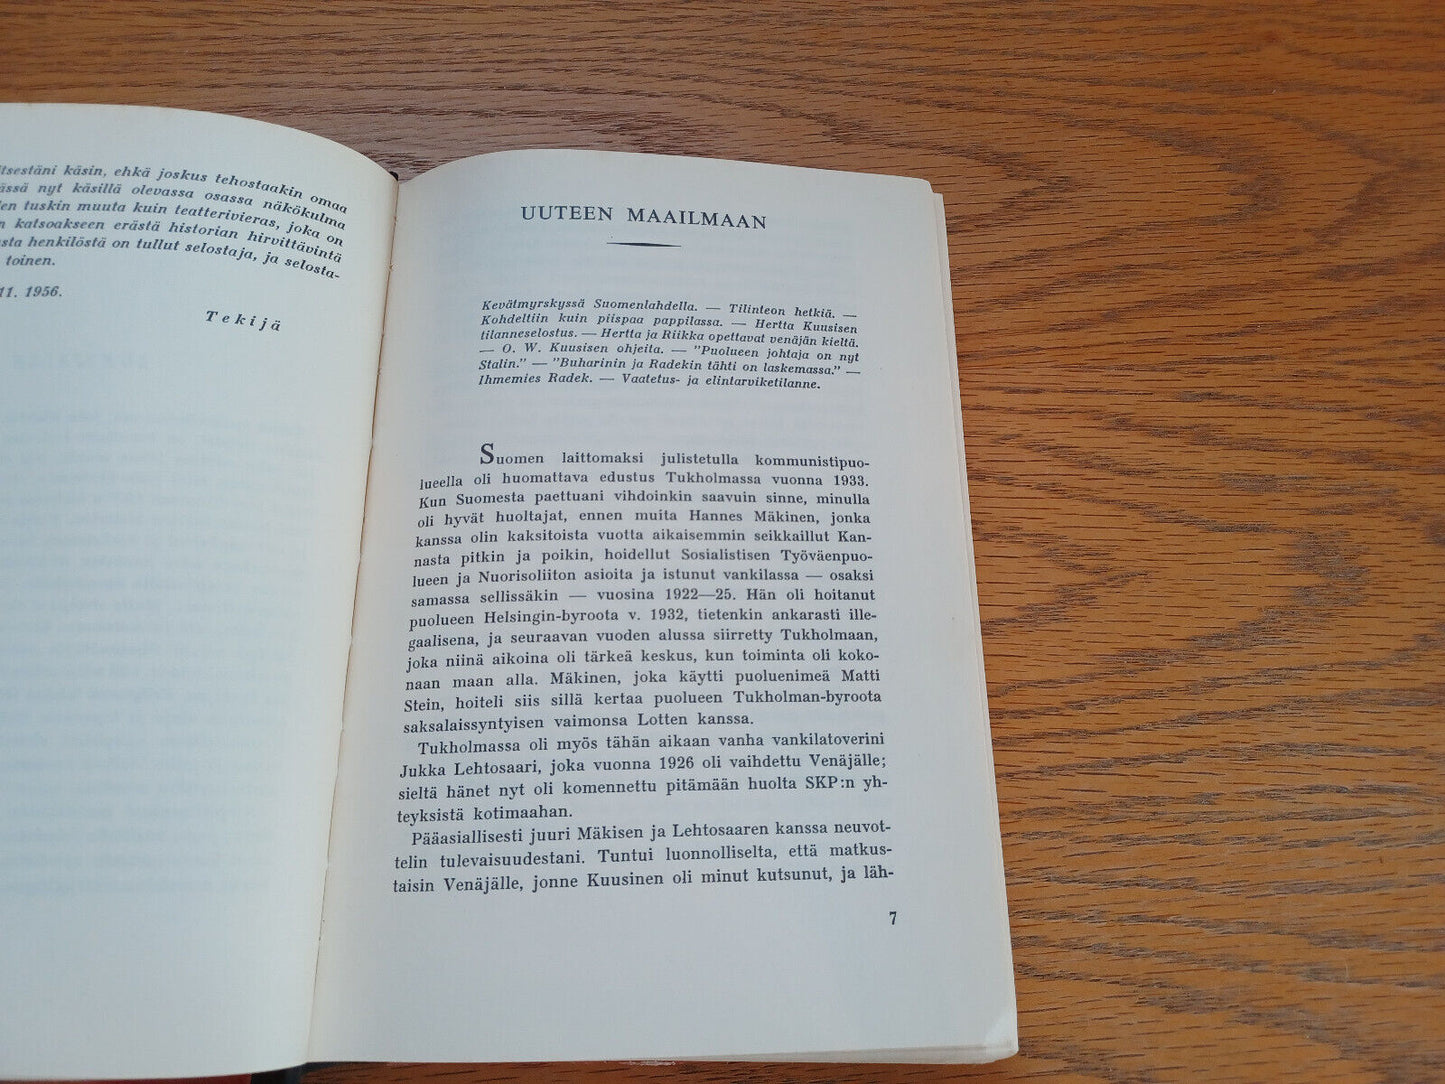 käsin, ehkä joskus tehostaakin omaa
nyt käsillä olevassa osassa näkökulma
tuskin muuta kuin teatterivieras, joka on
katsoakseen erästä historian hirvittävintä
henkilöstä on tullut selostaja, ja selosta-
toinen.
11. 1956.
Tekijä
UUTEEN MAAILMAAN
Kevätmyrskyssä Suomenlahdella. — Tilinteon hetkiä. —
Kohdeltiin kuin piispaa pappilassa. — Hertta Kuusisen
tilanneselostus. — Hertta ja Riikka opettavat venäjän kieltä.
— O. W. Kuusisen ohjeita. — "Puolueen johtaja on nyt
Stalin." — "Buharinin ja Radekin tähti on laskemassa." —
Ihmemies Radek. — Vaatetus- ja elintarviketilanne.
Suomen laittomaksi julistetulla kommunistipuo-
lueella oli huomattava edustus Tukholmassa vuonna 1933.
Kun Suomesta paettuani vihdoinkin saavuin sinne, minulla
oli hyvät huoltajat, ennen muita Hannes Mäkinen, jonka
kanssa olin kaksitoista vuotta aikaisemmin seikkaillut Kan-
nasta pitkin ja poikin, hoidellut Sosialistisen Työväenpuo-
lueen ja Nuorisoliiton asioita ja istunut vankilassa — osaksi
samassa sellissäkin — vuosina 1922—25. Hän oli hoitanut
puolueen Helsingin-byroota v. 1932, tietenkin ankarasti ille-
gaalisena, ja seuraavan vuoden alussa siirretty Tukholmaan,
joka niinä aikoina oli tärkeä keskus, kun toiminta oli koko-
naan maan alla. Mäkinen, joka käytti puoluenimeä Matti
Stein, hoiteli siis sillä kertaa puolueen Tukholman-byroota
saksalaissyntyisen vaimonsa Lotten kanssa.
Tukholmassa oli myös tähän aikaan vanha vankilatoverini
Jukka Lehtosaari, joka vuonna 1926 oli vaihdettu Venäjälle;
sieltä hänet nyt oli komennettu pitämään huolta SKP:n yh-
teyksistä kotimaahan.
Pääasiallisesti juuri Mäkisen ja Lehtosaaren kanssa neuvot-
telin tulevaisuudestani. Tuntui luonnolliselta, että matkus-
taisin Venäjälle, jonne Kuusinen oli minut kutsunut, ja läh-
7